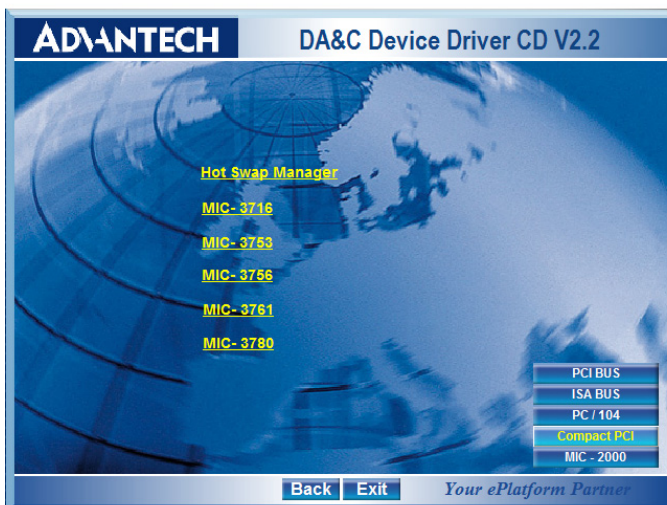 ADVANTECH
DA&C Device Driver CD V2.2
Hot Swap Manager
MIC- 3716
MIC- 3753
MIC- 3756
MIC- 3761
MIC- 3780
PCI BUS
ISA BUS
PC / 104
Compact PCI
MIC - 2000
Back
Exit
Your ePlatform Partner